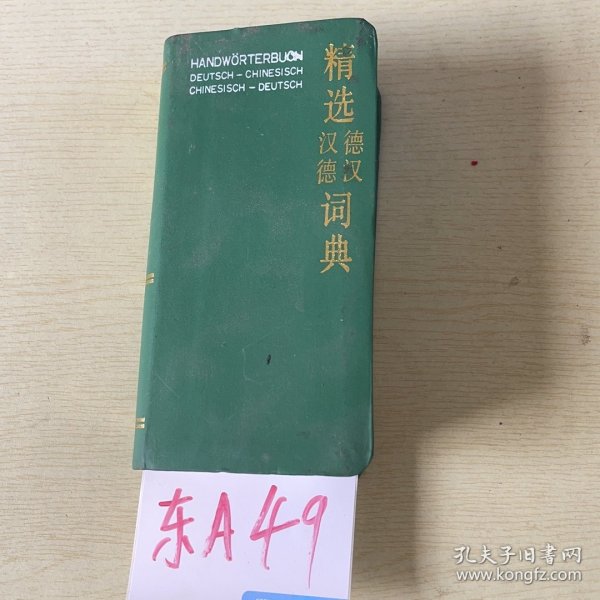 HANDWÖRTERBUCH
DEUTSCH – CHINESISCH
CHINESISCH – DEUTSCH
精选
德汉
汉德
词典
东A49
孔夫子旧书网
www.kongfz.com